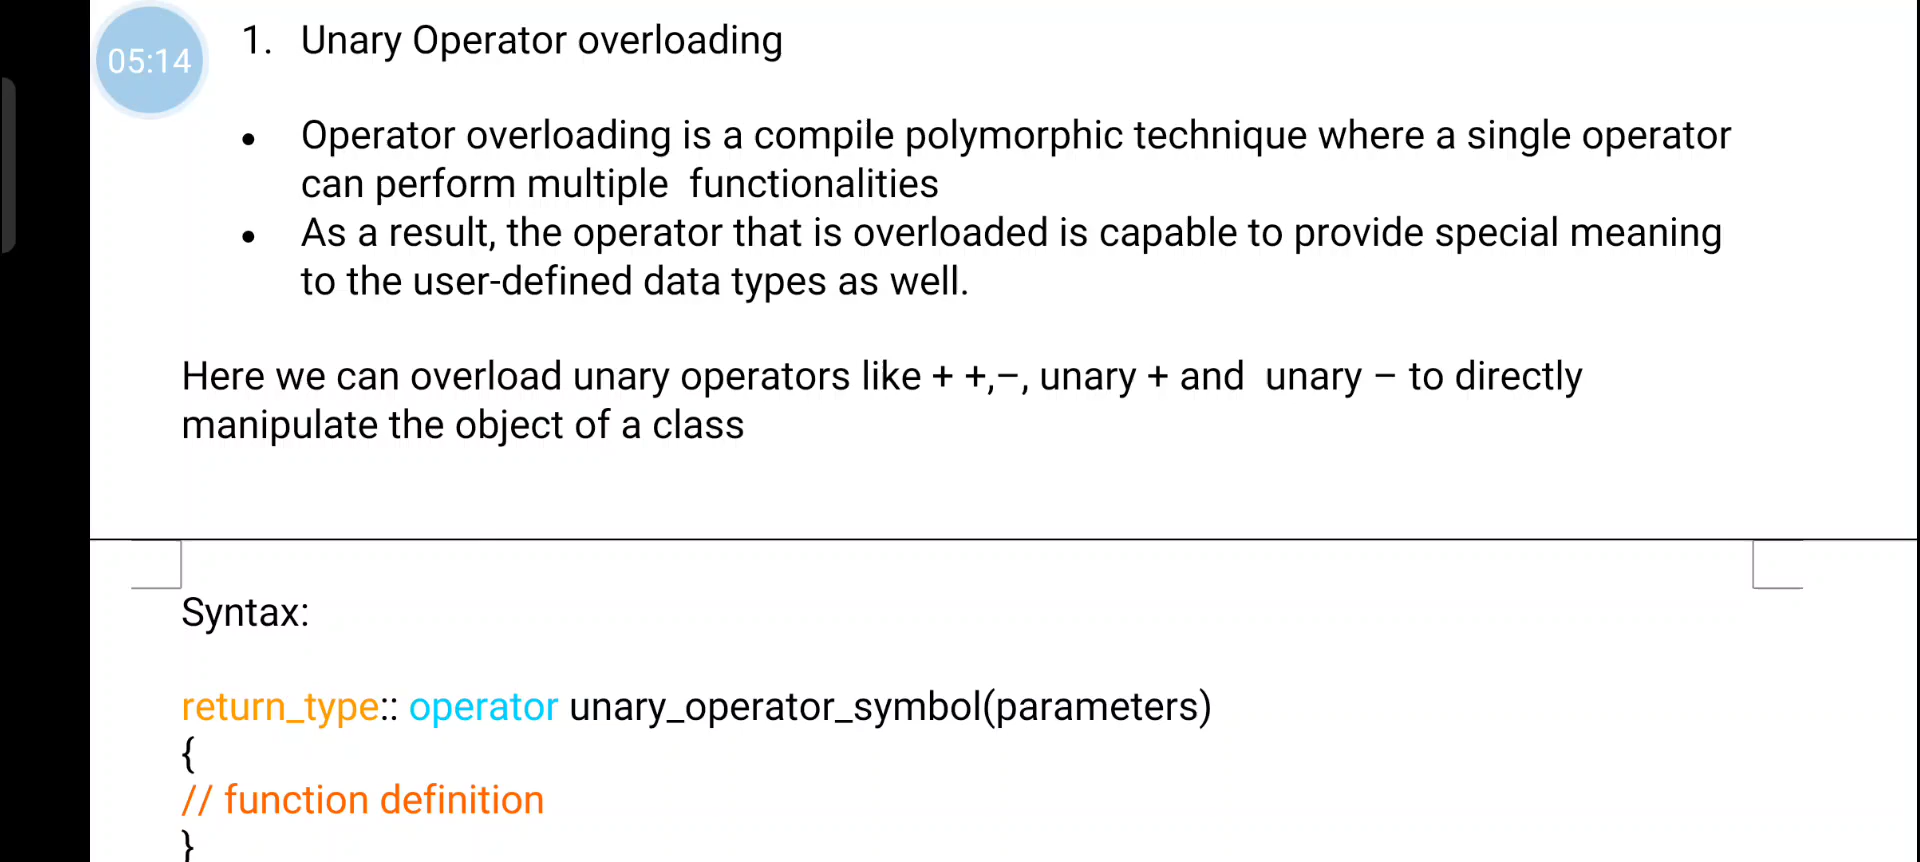 05:14
1. Unary Operator overloading
• Operator overloading is a compile polymorphic technique where a single operator
can perform multiple functionalities
• As a result, the operator that is overloaded is capable to provide special meaning
to the user-defined data types as well.
Here we can overload unary operators like + +,–, unary + and unary – to directly
manipulate the object of a class
Syntax:
return_type:: operator unary_operator_symbol(parameters)
{
// function definition
}